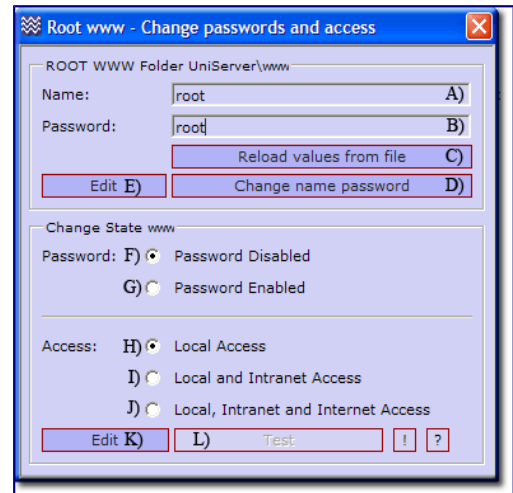 Root www - Change passwords and access
ROOT WWW Folder UniServer\www
Name: root A)
Password: root B)
Reload values from file C)
Edit E) Change name password D)
Change State www
Password: F) Password Disabled
G) Password Enabled
Access: H) Local Access
I) Local and Intranet Access
J) Local, Intranet and Internet Access
Edit K) L) Test ! ?